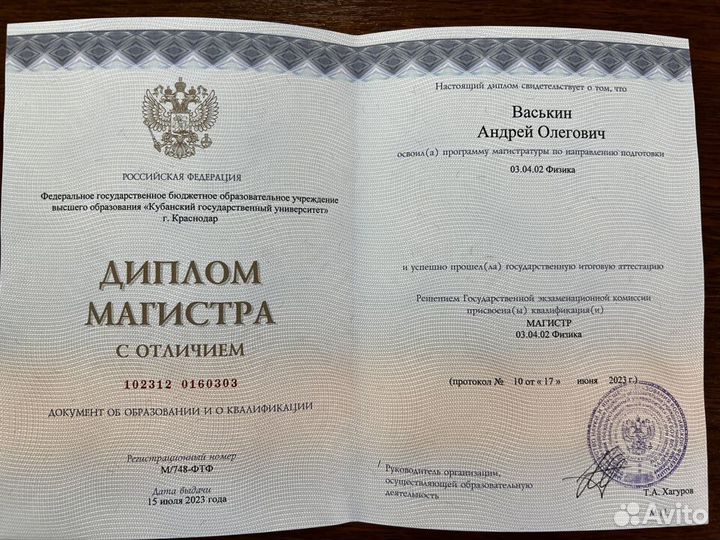 РОССИЙСКАЯ ФЕДЕРАЦИЯ
Федеральное государственное бюджетное образовательное учреждение
высшего образования «Кубанский государственный университет»
г. Краснодар
ДИПЛОМ
МАГИСТРА
С ОТЛИЧИЕМ
102312 0160303
ДОКУМЕНТ ОБ ОБРАЗОВАНИИ И О КВАЛИФИКАЦИИ
Регистрационный номер
М/748-ФТФ
Дата выдачи
15 июля 2023 года
Настоящий диплом свидетельствует о том, что
Васькин
Андрей Олегович
освоил(а) программу магистратуры по направлению подготовки
03.04.02 Физика
и успешно прошел(ла) государственную итоговую аттестацию
Решением Государственной экзаменационной комиссии
присвоена(ы) квалификация(и)
МАГИСТР
03.04.02 Физика
(протокол № 10 от « 17 » июня 2023 г.)
Руководитель организации,
осуществляющей образовательную
деятельность
Т.А. Хагуров
М.П.
Avito